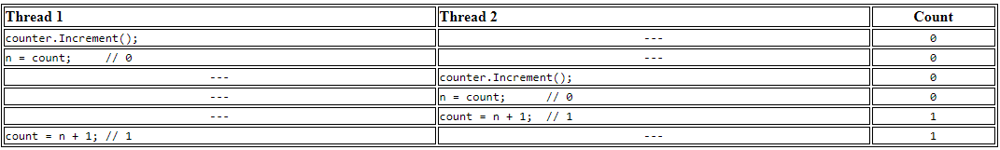 Thread 1 Thread 2 Count
counter.Increment(); --- 0
n = count; // 0 --- 0
--- counter.Increment(); 0
--- n = count; // 0 0
--- count = n + 1; // 1 1
count = n + 1; // 1 --- 1